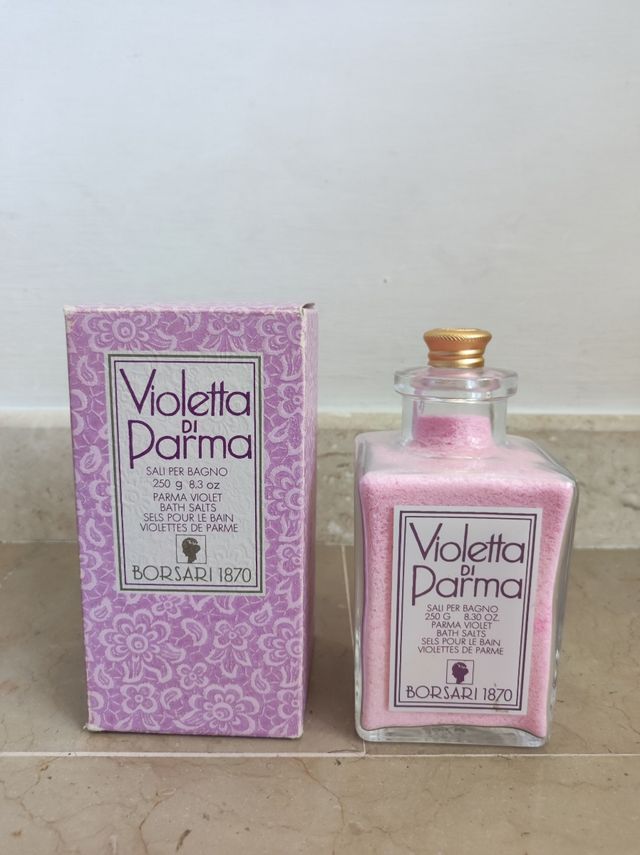 Violetta
DI
Parma
SALI PER BAGNO
250 g 8.3 oz
PARMA VIOLET
BATH SALTS
SELS POUR LE BAIN
VIOLETTES DE PARME
BORSARI 1870
Violetta
DI
Parma
SALI PER BAGNO
250 G 8.30 OZ.
PARMA VIOLET
BATH SALTS
SELS POUR LE BAIN
VIOLETTES DE PARME
BORSARI 1870